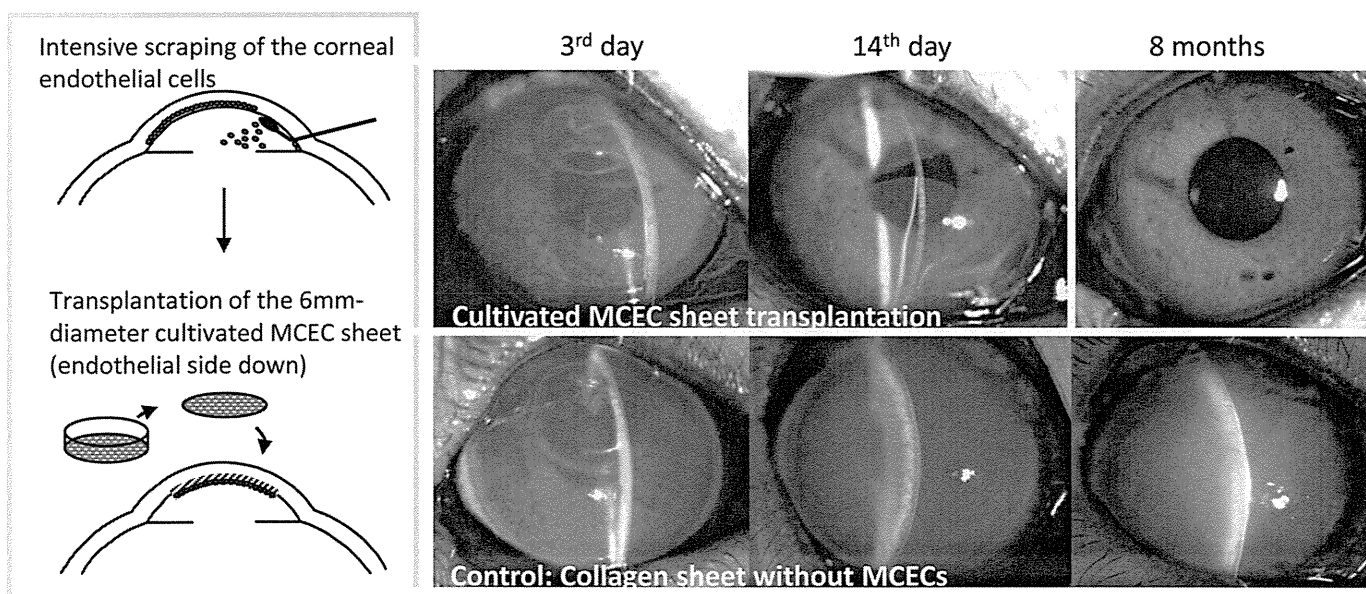 Intensive scraping of the corneal
endothelial cells
Transplantation of the 6mm-
diameter cultivated MCEC sheet
(endothelial side down)
3rd day
14th day
8 months
Cultivated MCEC sheet transplantation
Control: Collagen sheet without MCECs